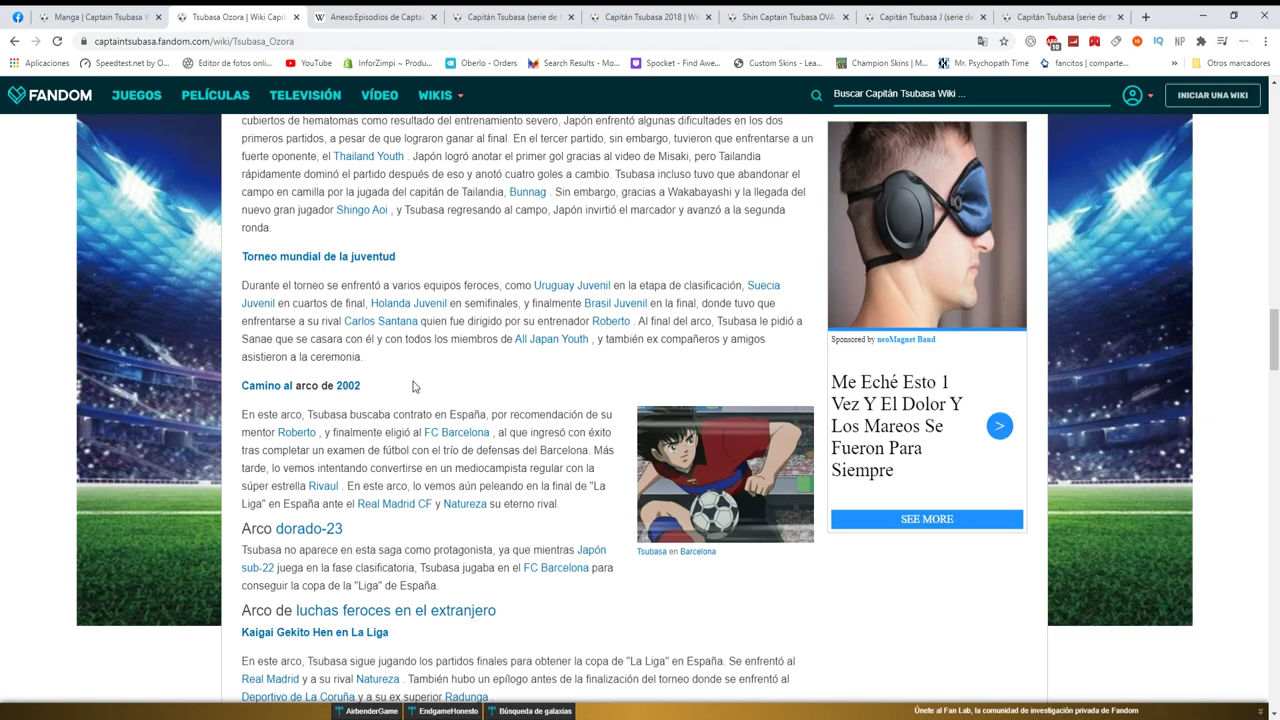 Manga | Captain Tsubasa W
Tsubasa Ozora | Wiki Capit
Anexo:Episodios de Capta
Capitán Tsubasa (serie de
Capitán Tsubasa 2018 | Wi
Shin Captain Tsubasa OVA
Capitán Tsubasa J (serie de
Capitán Tsubasa (serie de t
captaintsubasa.fandom.com/wiki/Tsubasa_Ozora
10
IQ
NP
Aplicaciones
Speedtest.net by O...
Editor de fotos onli...
YouTube
InforZimpi ~ Produ...
Oberlo - Orders
Search Results - Mo...
Spocket - Find Awe...
Custom Skins - Lea...
Champion Skins | M...
Mr. Psychopath Time
fancitos | comparte...
»
Otros marcadores
FANDOM
JUEGOS
PELÍCULAS
TELEVISIÓN
VÍDEO
WIKIS
Buscar Capitán Tsubasa Wiki ...
INICIAR UNA WIKI
cubiertos de hematomas como resultado del entrenamiento severo, Japón enfrentó algunas dificultades en los dos
primeros partidos, a pesar de que lograron ganar al final. En el tercer partido, sin embargo, tuvieron que enfrentarse a un
fuerte oponente, el Thailand Youth . Japón logró anotar el primer gol gracias al video de Misaki, pero Tailandia
rápidamente dominó el partido después de eso y anotó cuatro goles a cambio. Tsubasa incluso tuvo que abandonar el
campo en camilla por la jugada del capitán de Tailandia, Bunnag . Sin embargo, gracias a Wakabayashi y la llegada del
nuevo gran jugador Shingo Aoi , y Tsubasa regresando al campo, Japón invirtió el marcador y avanzó a la segunda
ronda.
Torneo mundial de la juventud
Durante el torneo se enfrentó a varios equipos feroces, como Uruguay Juvenil en la etapa de clasificación, Suecia
Juvenil en cuartos de final, Holanda Juvenil en semifinales, y finalmente Brasil Juvenil en la final, donde tuvo que
enfrentarse a su rival Carlos Santana quien fue dirigido por su entrenador Roberto . Al final del arco, Tsubasa le pidió a
Sanae que se casara con él y con todos los miembros de All Japan Youth , y también ex compañeros y amigos
asistieron a la ceremonia.
Camino al arco de 2002
En este arco, Tsubasa buscaba contrato en España, por recomendación de su
mentor Roberto , y finalmente eligió al FC Barcelona , al que ingresó con éxito
tras completar un examen de fútbol con el trío de defensas del Barcelona. Más
tarde, lo vemos intentando convertirse en un mediocampista regular con la
súper estrella Rivaul . En este arco, lo vemos aún peleando en la final de "La
Liga" en España ante el Real Madrid CF y Natureza su eterno rival.
Tsubasa en Barcelona
Arco dorado-23
Tsubasa no aparece en esta saga como protagonista, ya que mientras Japón
sub-22 juega en la fase clasificatoria, Tsubasa jugaba en el FC Barcelona para
conseguir la copa de la "Liga" de España.
Arco de luchas feroces en el extranjero
Kaigai Gekito Hen en La Liga
En este arco, Tsubasa sigue jugando los partidos finales para obtener la copa de "La Liga" en España. Se enfrentó al
Real Madrid y a su rival Natureza . También hubo un epílogo antes de la finalización del torneo donde se enfrentó al
Deportivo de La Coruña y a su ex superior Radunga .
Sponsored by neoMagnet Band
Me Eché Esto 1
Vez Y El Dolor Y
Los Mareos Se
Fueron Para
Siempre
>
SEE MORE
AirbenderGame
EndgameHonesto
Búsqueda de galaxias
Únete al Fan Lab, la comunidad de investigación privada de Fandom.